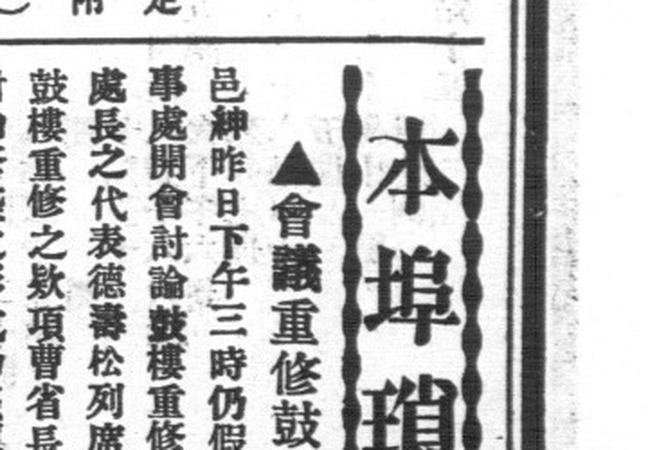 本埠瑣
▲會議重修鼓
邑紳昨日下午三時仍假
事處開會討論鼓樓重修
處長之代表德壽松列席
鼓樓重修之欵項曹省長